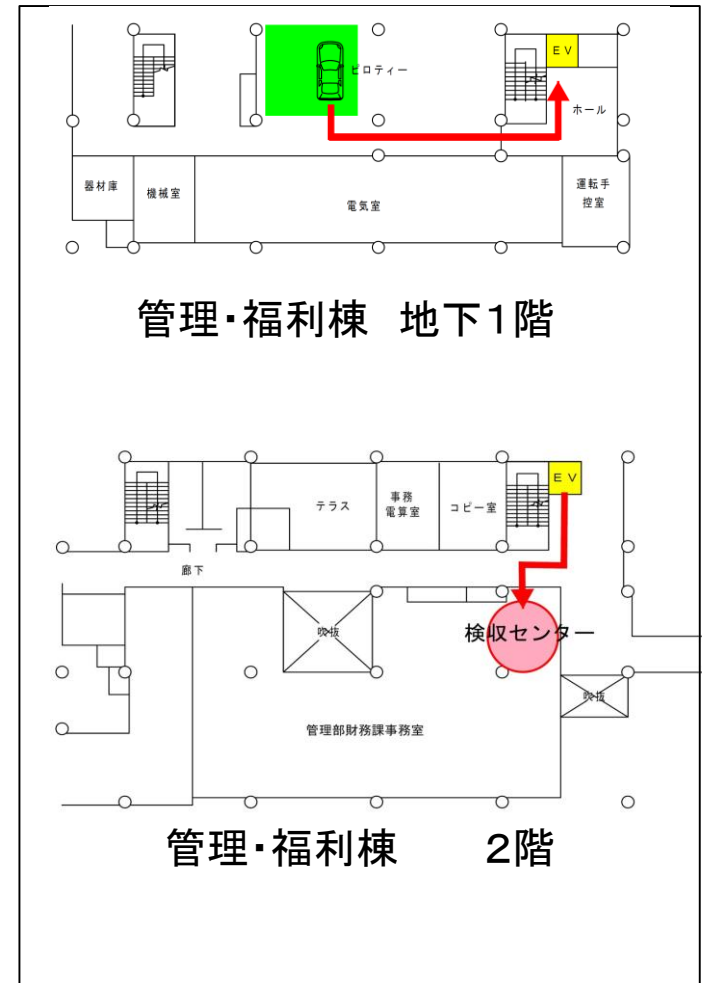 EV
ピロティー
ホール
器材庫
機械室
電気室
運転手
控室
管理・福利棟 地下1階
EV
テラス
事務
電算室
コピー室
廊下
吹抜
検収センター
吹抜
管理部財務課事務室
管理・福利棟 2階